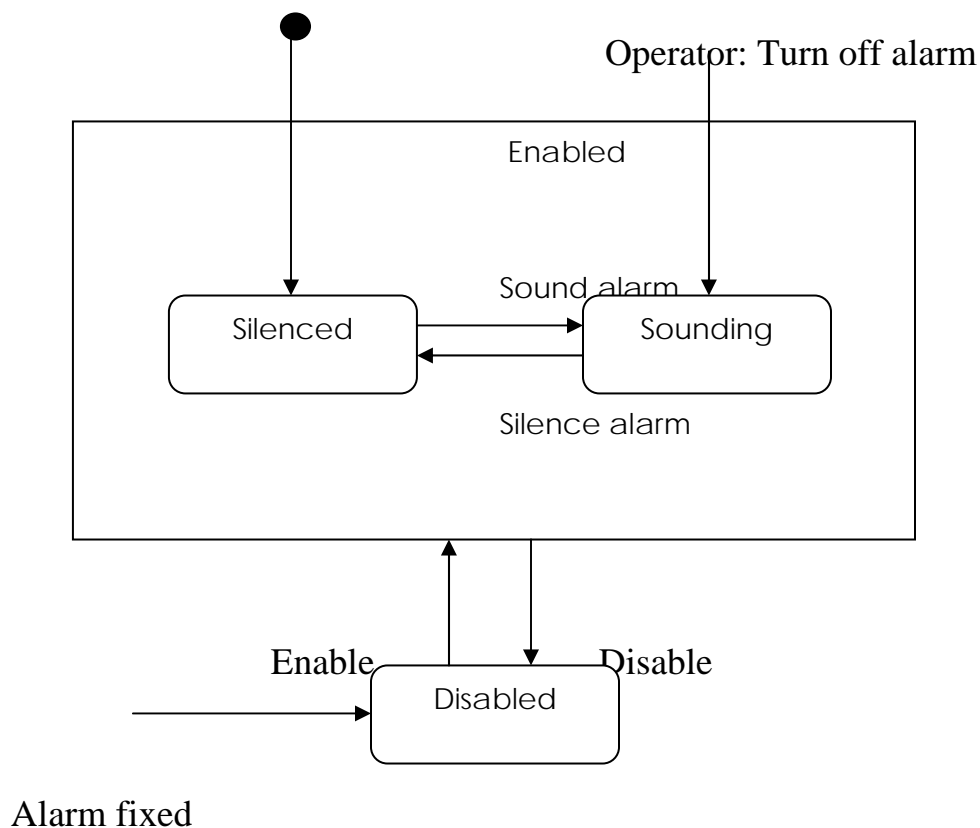 Operator: Turn off alarm
Enabled
Sound alarm
Silenced
Sounding
Silence alarm
Enable
Disable
Disabled
Alarm fixed